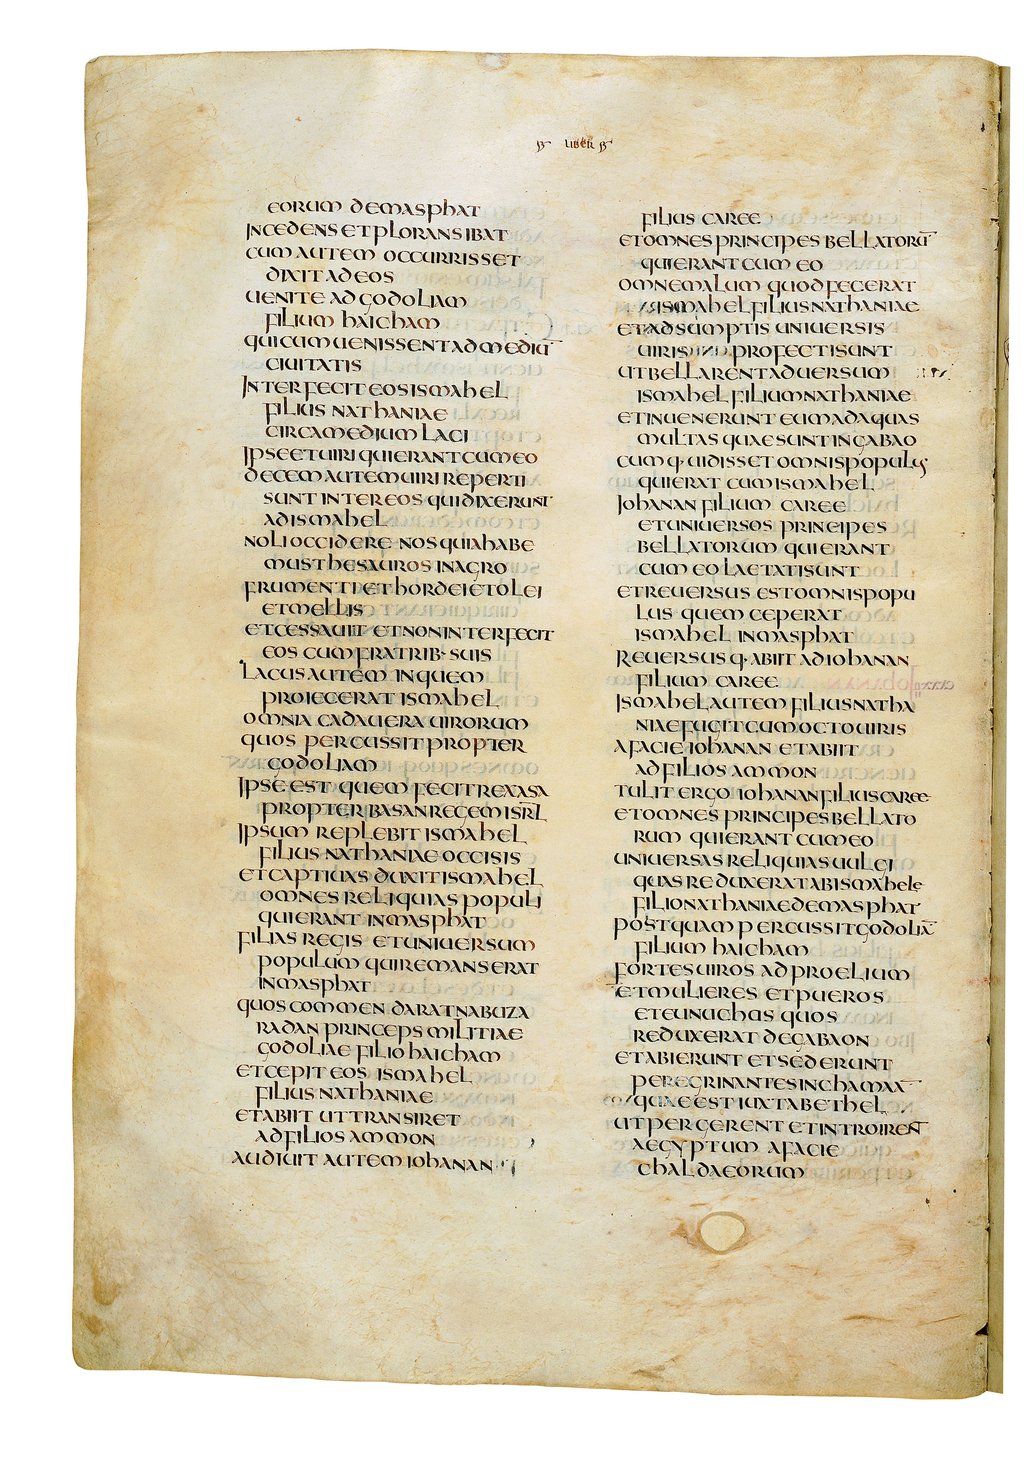 LIBER
EORUM DEMASPHAT
INCEDENS ET PLORANS IBAT
CUM AUTEM OCCURRISSET
DIXIT AD EOS
UENITE AD GODOLIAM
FILIUM HAICHAM
QUI CUM UENISSENT AD MEDIŪ
CIUITATIS
INTERFECIT EOS ISMAHEL
FILIUS NATHANIAE
CIRCA MEDIUM LACI
IPSE ET UIRI QUI ERANT CUM EO
DECEM AUTEM UIRI REPERTI
SUNT INTER EOS QUI DIXERUNT
AD ISMAHEL
NOLI OCCIDERE NOS QUIA HABE
MUS THESAUROS IN AGRO
FRUMENTI ET HORDEI ET OLEI
ET MELLIS
ET CESSAUIT ET NON INTERFECIT
EOS CUM FRATRIB· SUIS
LACUS AUTEM IN QUEM
PROIECERAT ISMAHEL
OMNIA CADAUERA UIRORUM
QUOS PERCUSSIT PROPTER
GODOLIAM
IPSE EST QUEM FECIT REX ASA
PROPTER BASAN REGEM ISRL̄
IPSUM REPLEBIT ISMAHEL
FILIUS NATHANIAE OCCISIS
ET CAPTIUAS DUXIT ISMAHEL
OMNES RELIQUIAS POPULI
QUI ERANT IN MASPHAT
FILIAS REGIS ET UNIUERSUM
POPULUM QUI REMANSERAT
IN MASPHAT
QUOS COMMENDARAT NABUZA
RADAN PRINCEPS MILITIAE
GODOLIAE FILIO HAICHAM
ET CEPIT EOS ISMAHEL
FILIUS NATHANIAE
ET ABIIT UT TRANSIRET
AD FILIOS AMMON
AUDIUIT AUTEM IOHANAN
FILIUS CAREE
ET OMNES PRINCIPES BELLATORŪ
QUI ERANT CUM EO
OMNE MALUM QUOD FECERAT
ISMAHEL FILIUS NATHANIAE
ET ADSUMPTIS UNIUERSIS
UIRIS PROFECTI SUNT
UT BELLARENT ADUERSUM
ISMAHEL FILIUM NATHANIAE
ET INUENERUNT EUM AD AQUAS
MULTAS QUAE SUNT IN GABAO
CUMQ· UIDISSET OMNIS POPULUS
QUI ERAT CUM ISMAHEL
IOHANAN FILIUM CAREE
ET UNIUERSOS PRINCIPES
BELLATORUM QUI ERANT
CUM EO LAETATI SUNT
ET REUERSUS EST OMNIS POPU
LUS QUEM CEPERAT
ISMAHEL IN MASPHAT
REUERSUSQ· ABIIT AD IOHANAN
FILIUM CAREE
ISMAHEL AUTEM FILIUS NATHA
NIAE FUGIT CUM OCTO UIRIS
A FACIE IOHANAN ET ABIIT
AD FILIOS AMMON
TULIT ERGO IOHANAN FILIUS CAREE
ET OMNES PRINCIPES BELLATO
RUM QUI ERANT CUM EO
UNIUERSAS RELIQUIAS UULGI
QUAS REDUXERAT AB ISMAHELE
FILIO NATHANIAE DE MASPHAT
POSTQUAM PERCUSSIT GODOLIĀ
FILIUM HAICHAM
FORTES UIROS AD PROELIUM
ET MULIERES ET PUEROS
ET EUNUCHOS QUOS
REDUXERAT DE GABAON
ET ABIERUNT ET SEDERUNT
PEREGRINANTES IN CHAMAA
QUAE EST IUXTA BETHEL
UT PERGERENT ET INTROIRENT
AEGYPTUM A FACIE
CHALDAEORUM